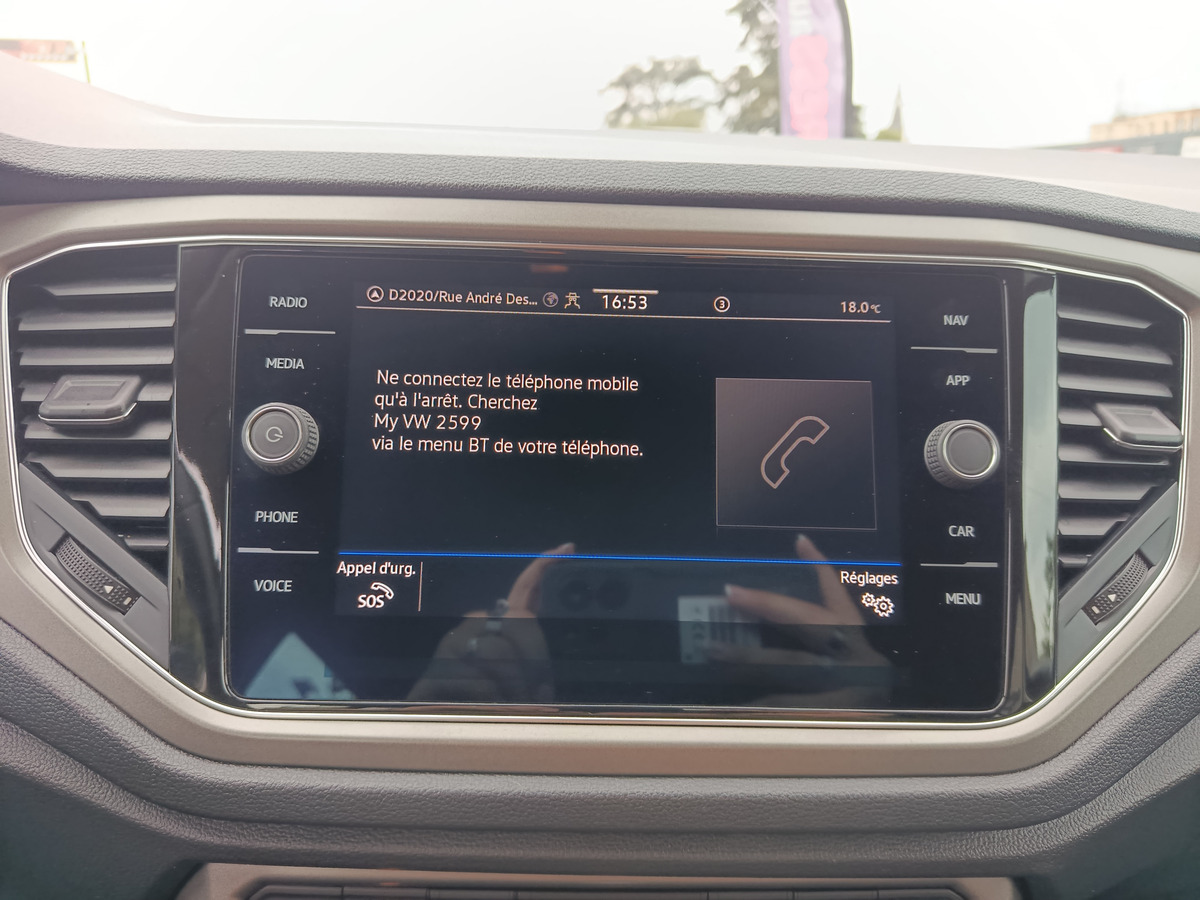 D2020/Rue André Des... 16:53 3 18.0°C
RADIO
MEDIA
PHONE
VOICE
Ne connectez le téléphone mobile
qu'à l'arrêt. Cherchez
My VW 2599
via le menu BT de votre téléphone.
Appel d'urg.
SOS
Réglages
NAV
APP
CAR
MENU